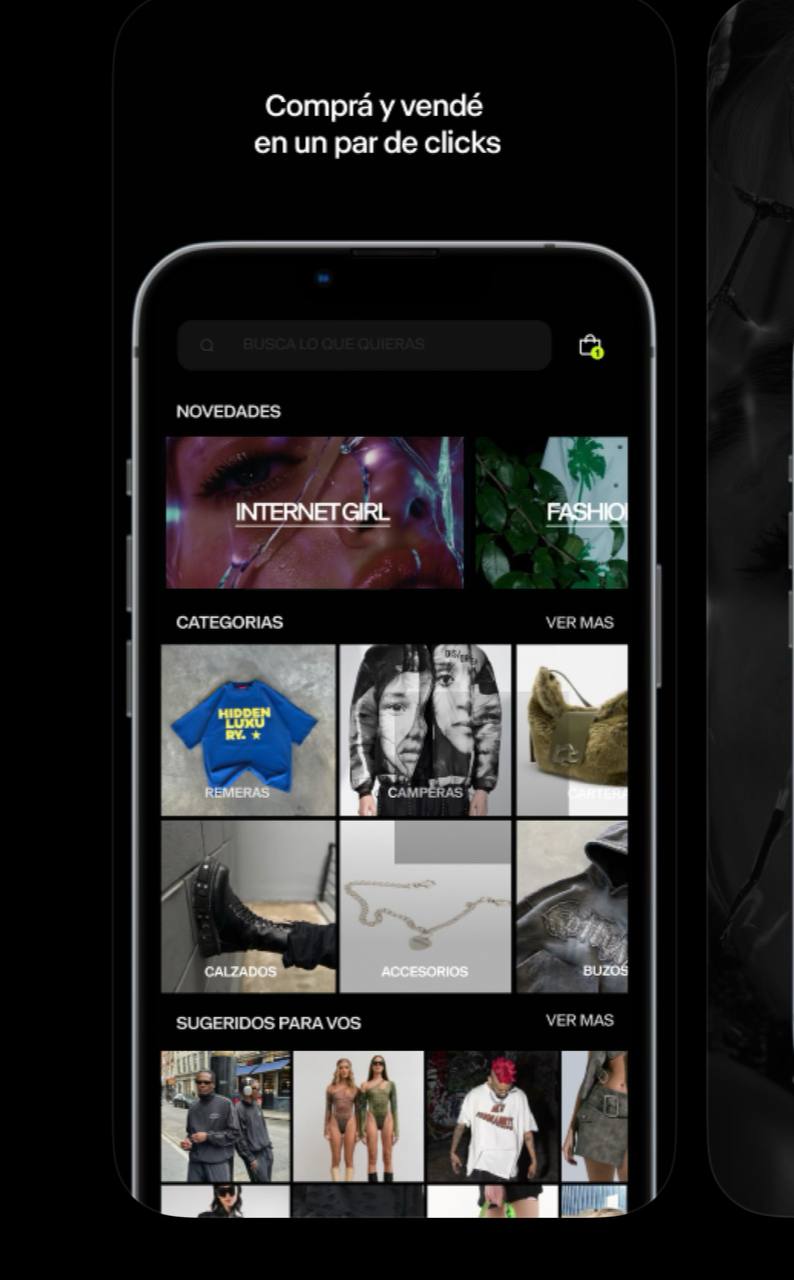 Comprá y vendé
en un par de clicks
BUSCA LO QUE QUIERAS
1
NOVEDADES
INTERNET GIRL
FASHIO
CATEGORIAS
VER MAS
HIDDEN
LUXU
RY.
DISORDER
REMERAS
CAMPERAS
CARTERA
CALZADOS
ACCESORIOS
BUZOS
SUGERIDOS PARA VOS
VER MAS